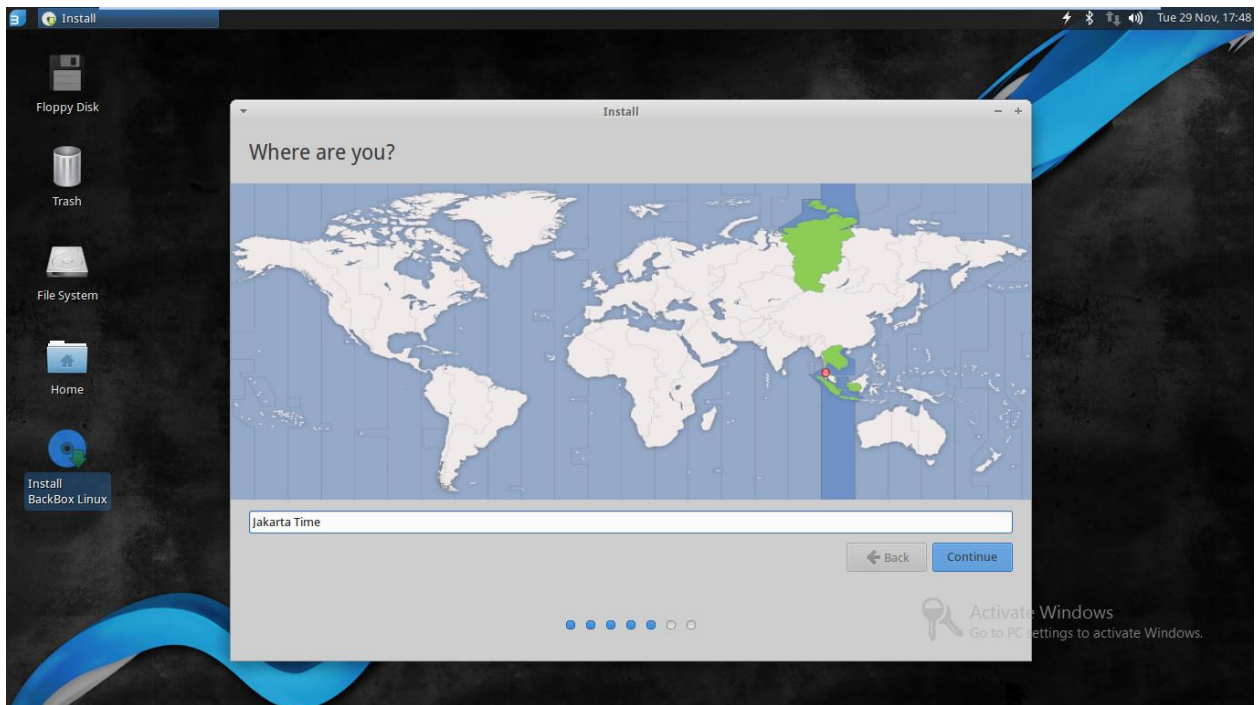 Install
Tue 29 Nov, 17:48
Floppy Disk
Trash
File System
Home
Install
BackBox Linux
Install
Where are you?
Jakarta Time
Back
Continue
Activate Windows
Go to PC settings to activate Windows.